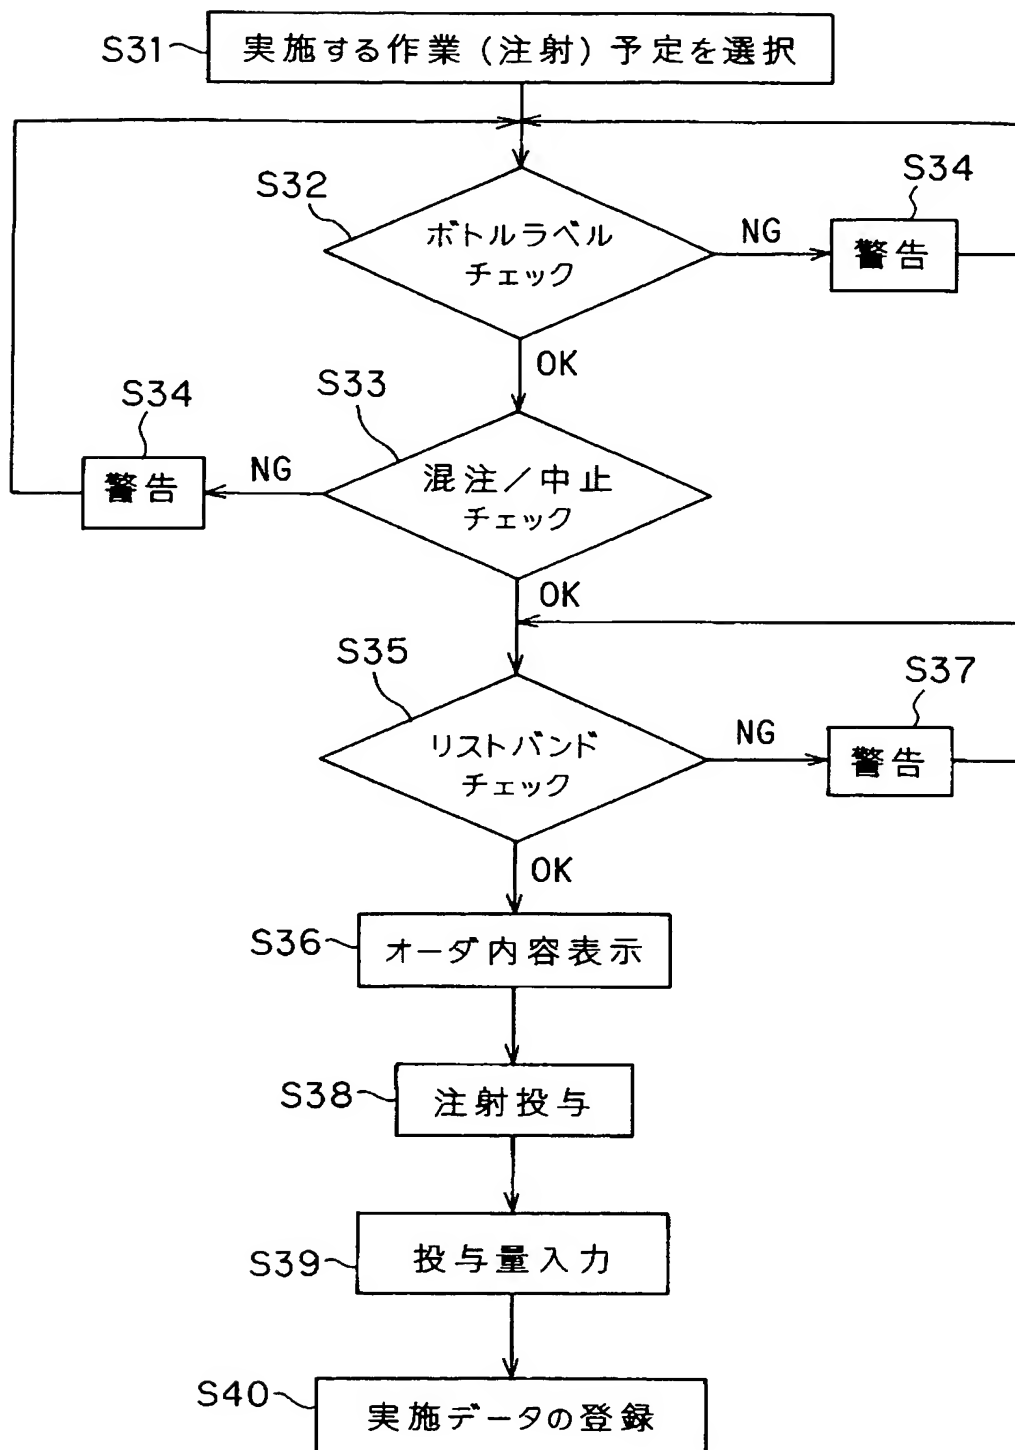 S31
実施する作業(注射)予定を選択
S32
ボトルラベル
チェック
NG
S34
警告
OK
S33
混注/中止
チェック
NG
S34
警告
OK
S35
リストバンド
チェック
NG
S37
警告
OK
S36
オーダ内容表示
S38
注射投与
S39
投与量入力
S40
実施データの登録